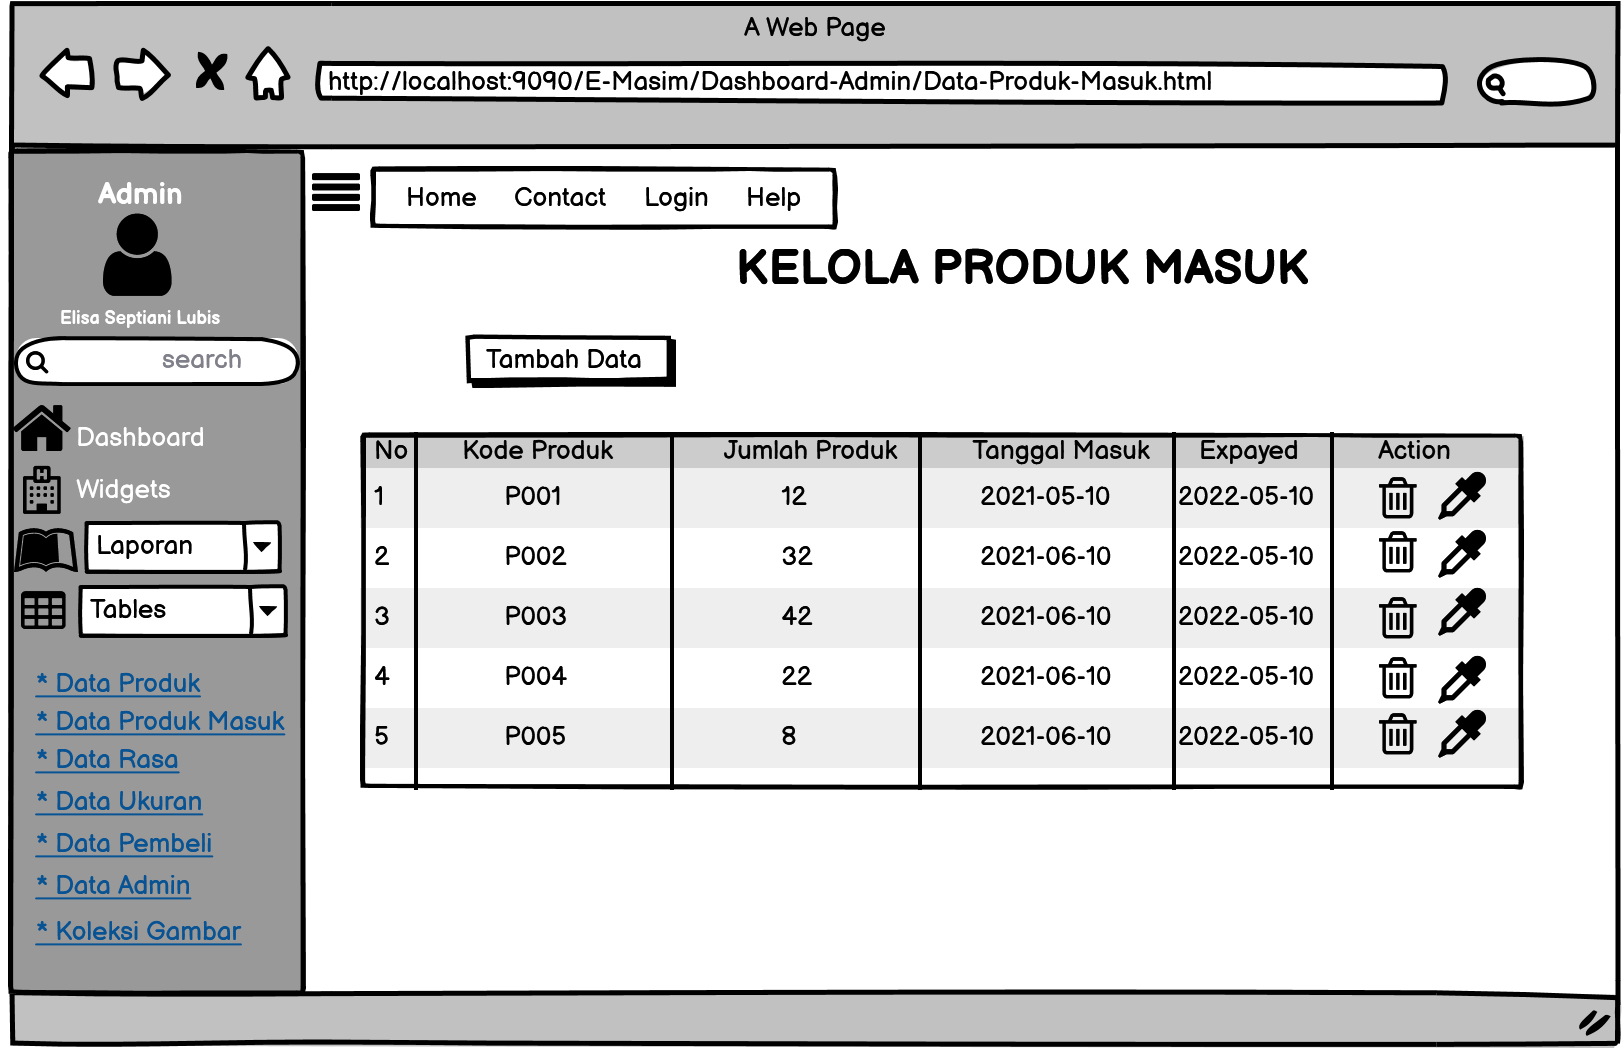 A Web Page
http://localhost:9090/E-Masim/Dashboard-Admin/Data-Produk-Masuk.html
Admin
Elisa Septiani Lubis
search
Dashboard
Widgets
Laporan
Tables
* Data Produk
* Data Produk Masuk
* Data Rasa
* Data Ukuran
* Data Pembeli
* Data Admin
* Koleksi Gambar
Home Contact Login Help
KELOLA PRODUK MASUK
Tambah Data
No Kode Produk Jumlah Produk Tanggal Masuk Expayed Action
1 P001 12 2021-05-10 2022-05-10
2 P002 32 2021-06-10 2022-05-10
3 P003 42 2021-06-10 2022-05-10
4 P004 22 2021-06-10 2022-05-10
5 P005 8 2021-06-10 2022-05-10